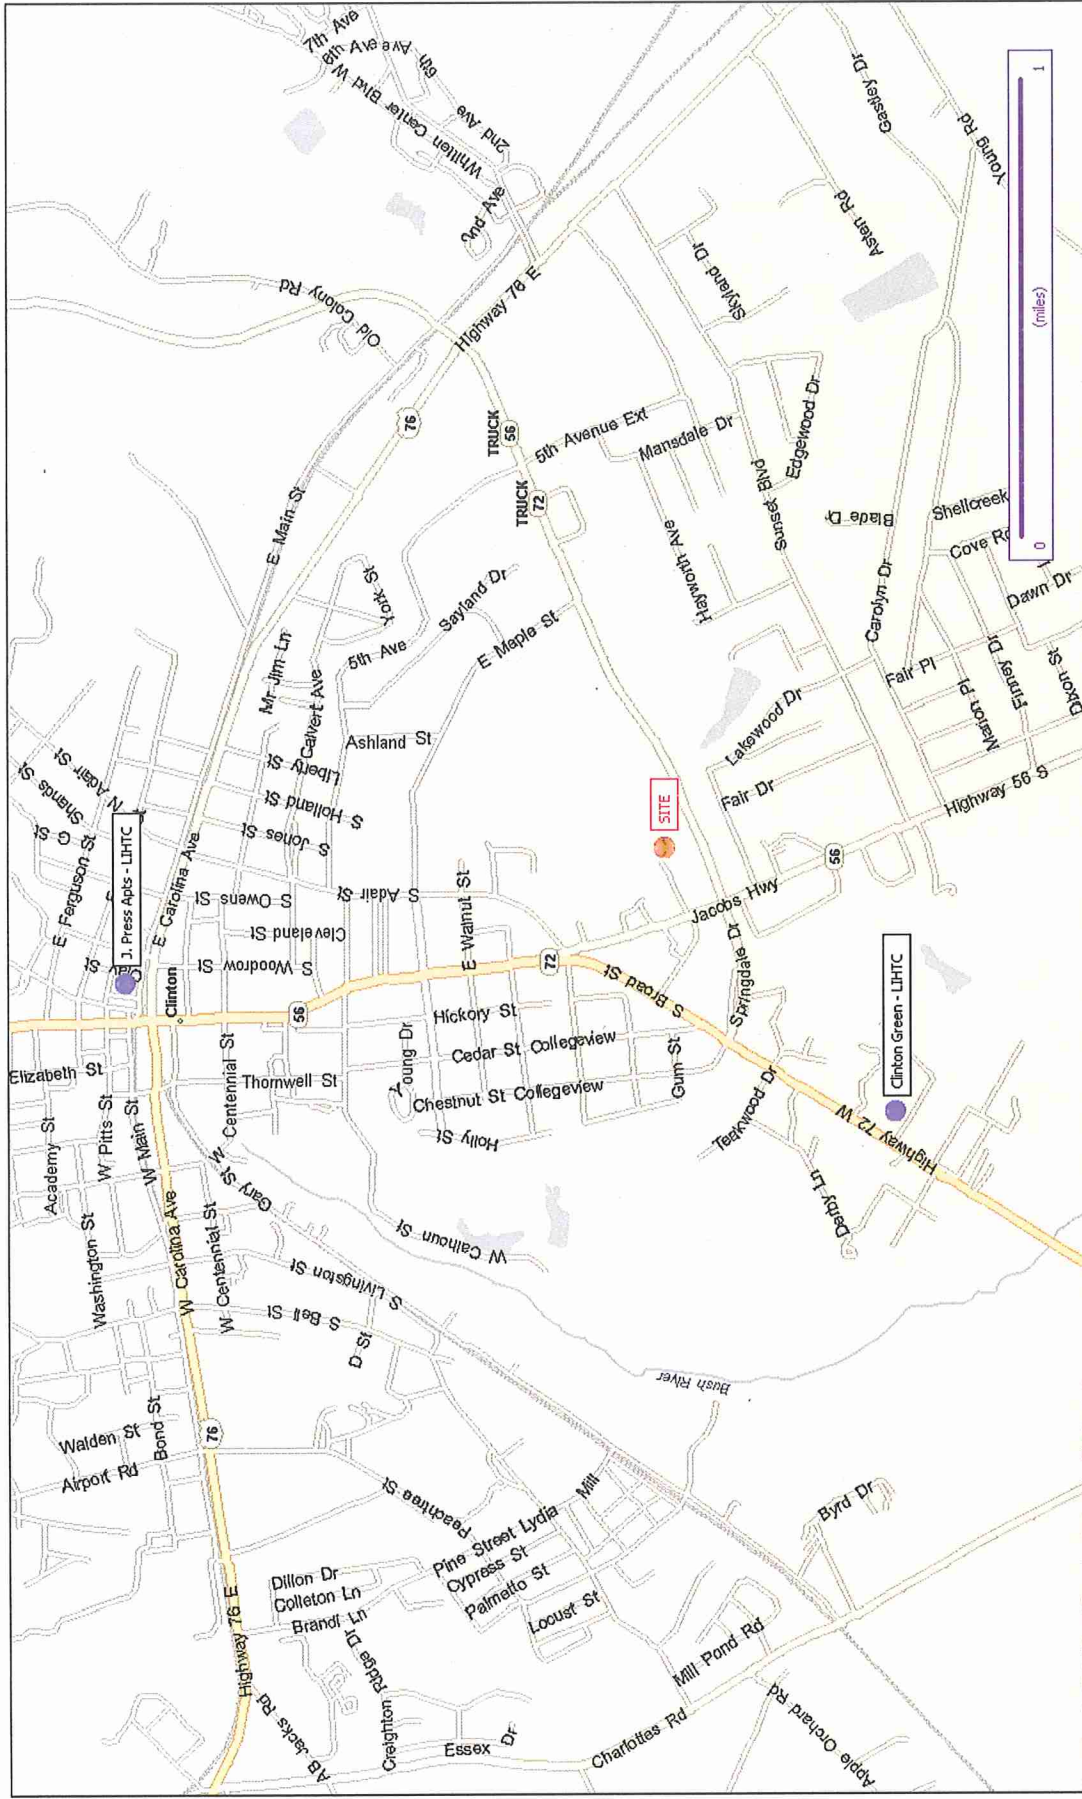 7th Ave
6th Ave
Ave
6th Ave
Whitten Center Blvd W
2nd Ave
2nd Ave
Old Colony Rd
Highway 76 E
76
E Main St
TRUCK
56
TRUCK
72
5th Avenue Ext
Mansdale Dr
Hayworth Ave
Sunset Blvd
Edgewood Dr
Skyland Dr
Asten Rd
Gastley Dr
Young Rd
Blade Dr
Carolyn Dr
Shellcreek
Cove Rd
Dawn Dr
Fair Pl
Marion Pl
Finney Dr
Dixon St
Highway 56 S
0
(miles)
1
York St
Sayland Dr
5th Ave
E Maple St
Mr Jim Ln
Calvert Ave
Ashland St
Liberty St
S Holland St
S Jones St
S Adair St
S Owens St
Cleveland St
S Woodrow St
N Adair St
Shands St
G St
E Ferguson St
J. Press Apts - LIHTC
Clay St
E Carolina Ave
Clinton
56
E Walnut St
72
Lakewood Dr
Fair Dr
SITE
56
Jacobs Hwy
Springdale Dr
S Broad St
Hickory St
Cedar St Collegeview
Chestnut St Collegeview
Young Dr
Holly St
Gum St
Teakwood Dr
Clinton Green - LIHTC
Highway 72 W
Derby Ln
Elizabeth St
Academy St
W Pitts St
W Main St
Thornwell St
W Centennial St
Gary St
W Calhoun St
Washington St
W Carolina Ave
W Centennial St
S Livingston St
S Bell St
D St
Bush River
Walden St
Bond St
Airport Rd
76
Peachtree St
Mill
Pine Street Lydia
Cypress St
Palmetto St
Locust St
Byrd Dr
Dillon Dr
Colleton Ln
Brandi Ln
Highway 76 E
AB Jacks Rd
Creighton Ridge Dr
Essex Dr
Charlottes Rd
Mill Pond Rd
Apple Orchard Rd